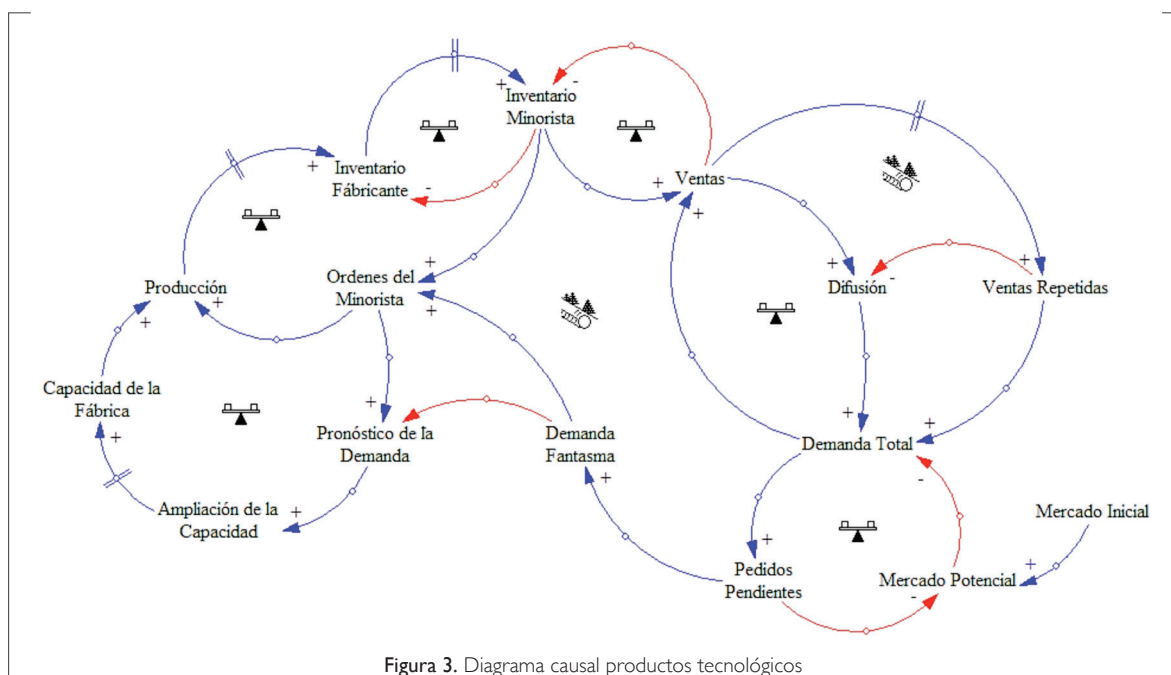 Inventario
Minorista
Inventario
Fábricante
Ventas
Producción
Ordenes del
Minorista
Difusión
Ventas Repetidas
Capacidad de la
Fábrica
Pronóstico de la
Demanda
Demanda
Fantasma
Demanda Total
Ampliación de la
Capacidad
Mercado Inicial
Pedidos
Pendientes
Mercado Potencial
Figura 3. Diagrama causal productos tecnológicos